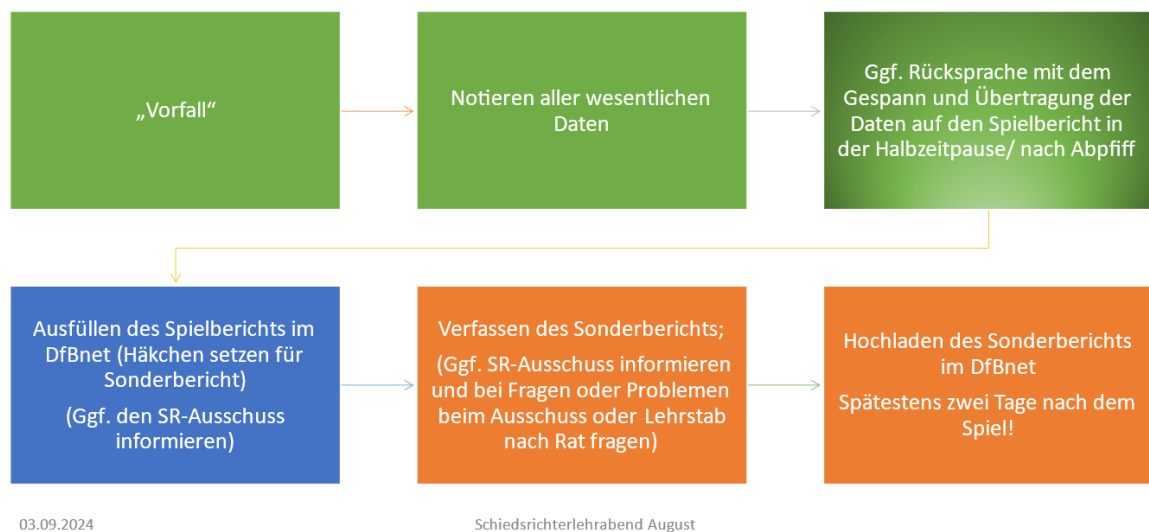 „Vorfall“
Notieren aller wesentlichen
Daten
Ggf. Rücksprache mit dem
Gespann und Übertragung der
Daten auf den Spielbericht in
der Halbzeitpause/ nach Abpfiff
Ausfüllen des Spielberichts im
DfBnet (Häkchen setzen für
Sonderbericht)
(Ggf. den SR-Ausschuss
informieren)
Verfassen des Sonderberichts;
(Ggf. SR-Ausschuss informieren
und bei Fragen oder Problemen
beim Ausschuss oder Lehrstab
nach Rat fragen)
Hochladen des Sonderberichts
im DfBnet
Spätestens zwei Tage nach dem
Spiel!
03.09.2024
Schiedsrichterlehrabend August